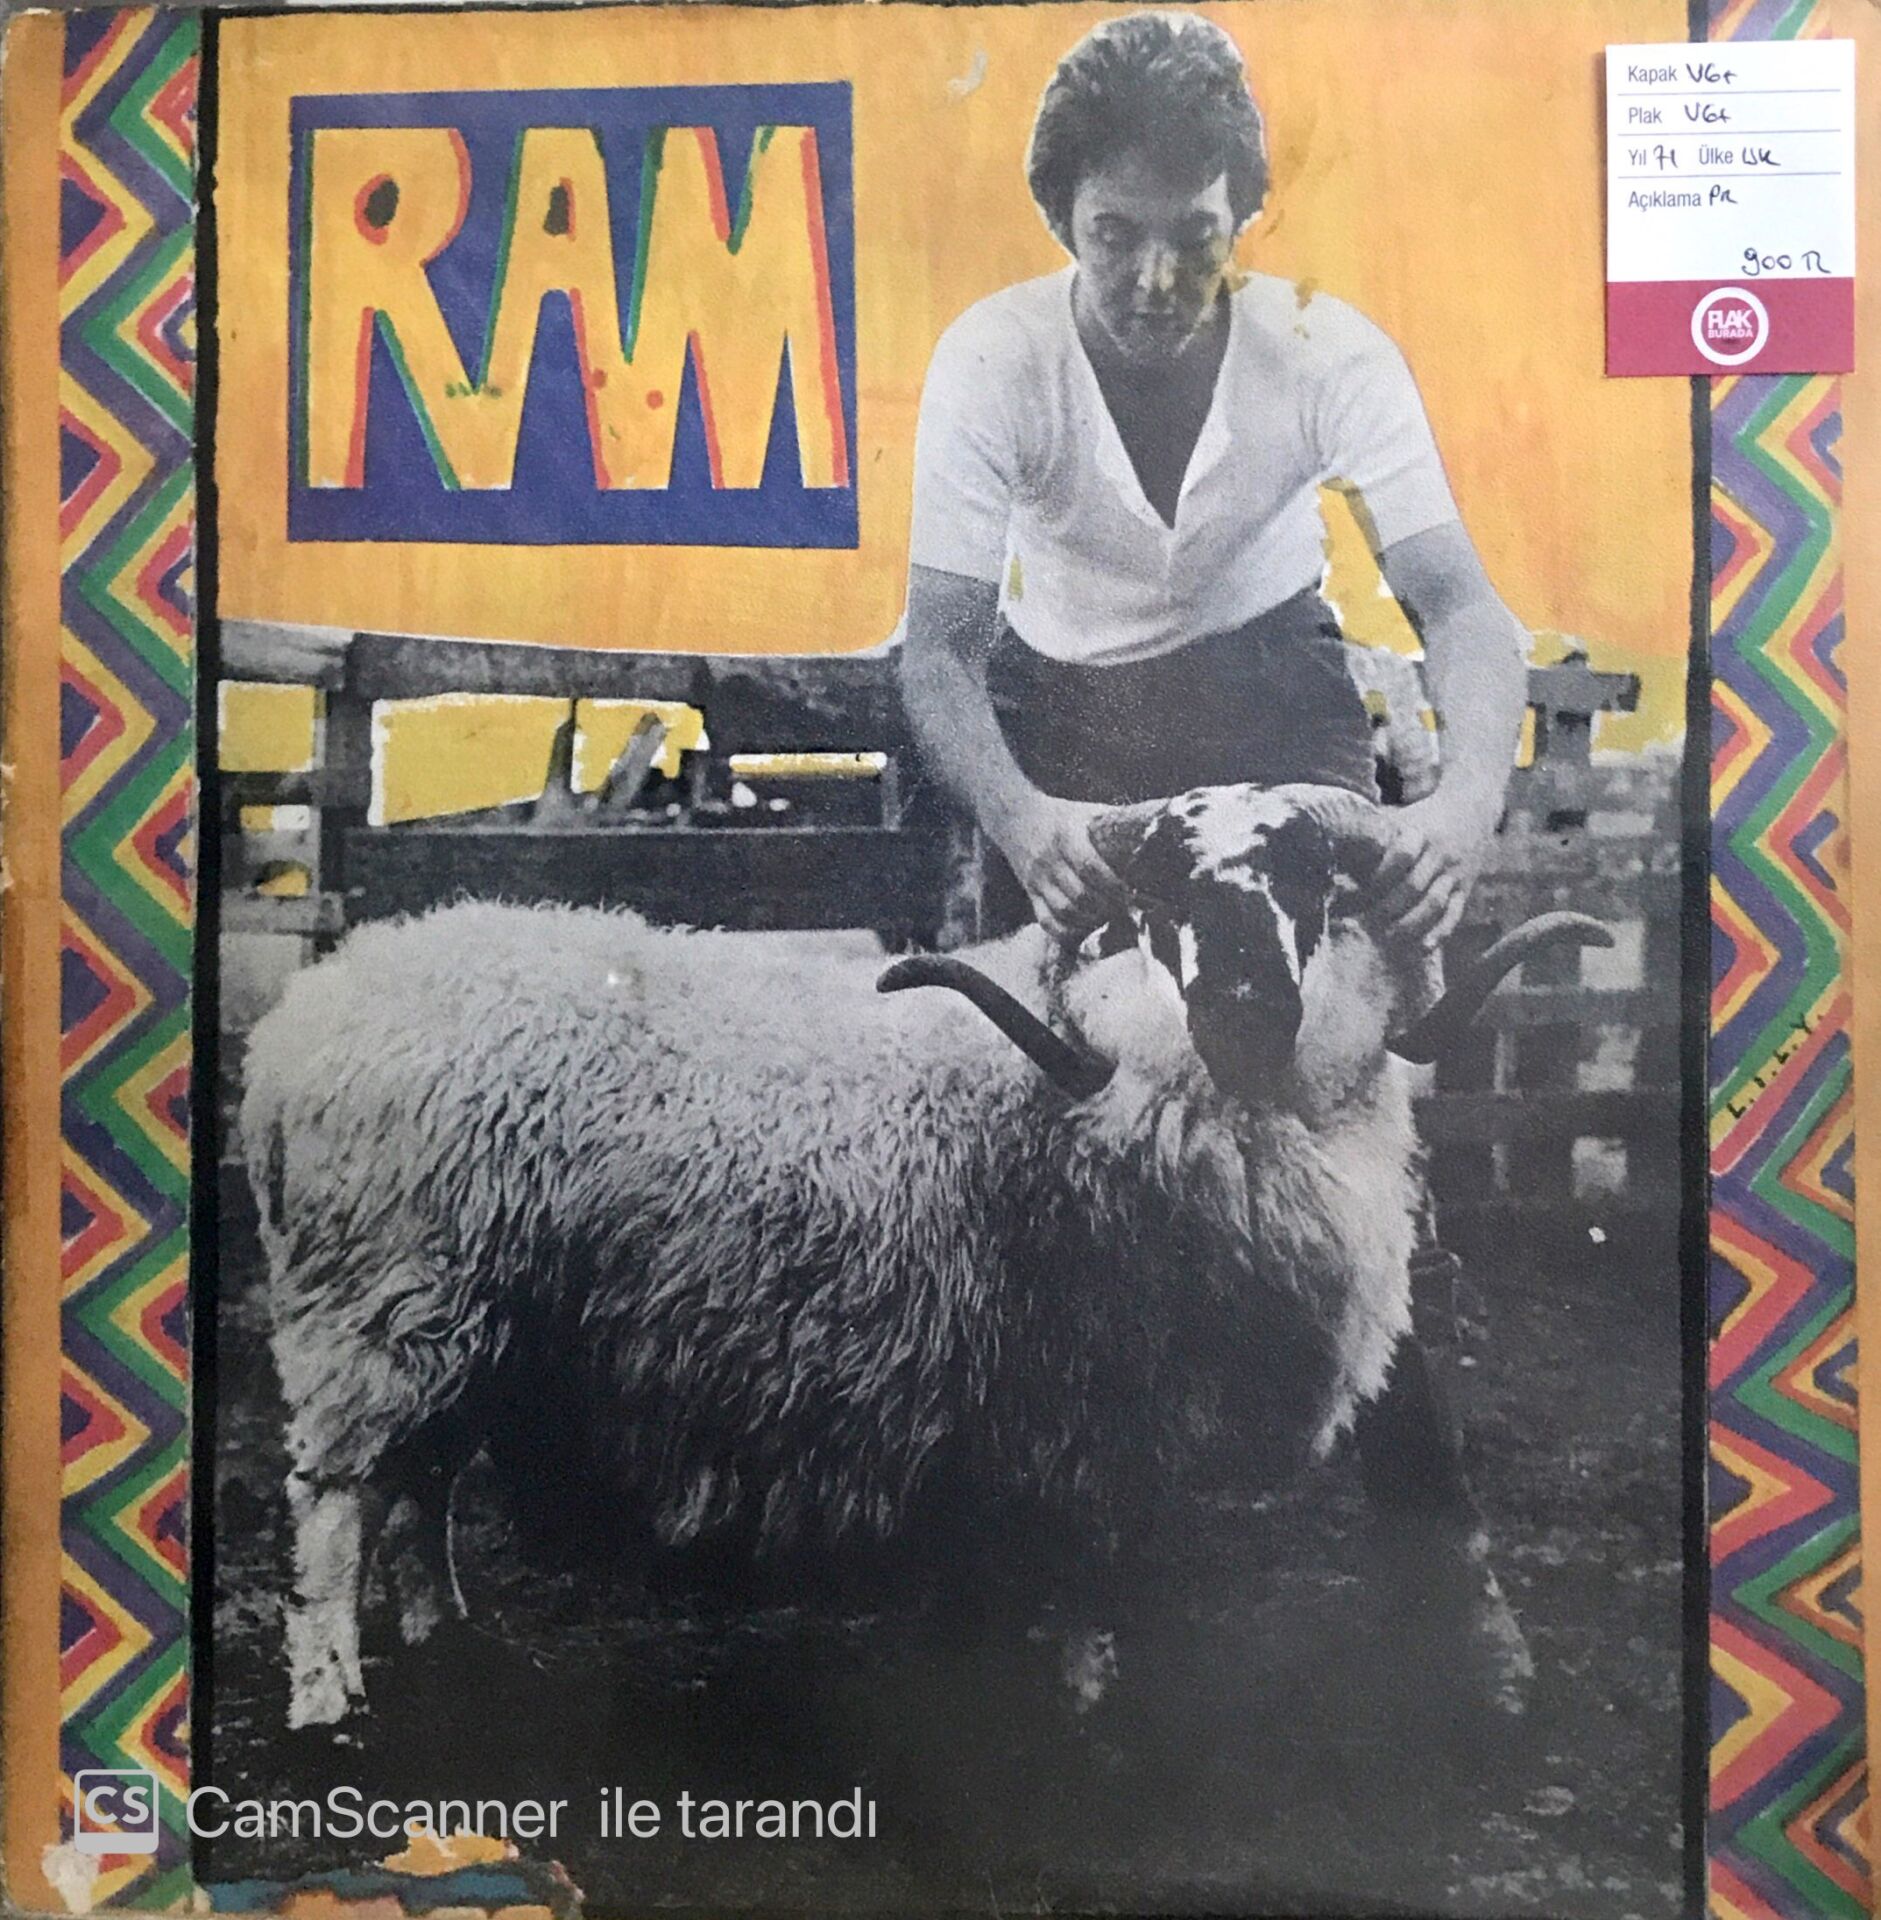 RAM
Kapak VG+
Plak VG+
Yıl 71 Ülke UK
Açıklama PR
900 TL
PLAK
BURADA
L.I.L.Y.
CS CamScanner ile tarandı